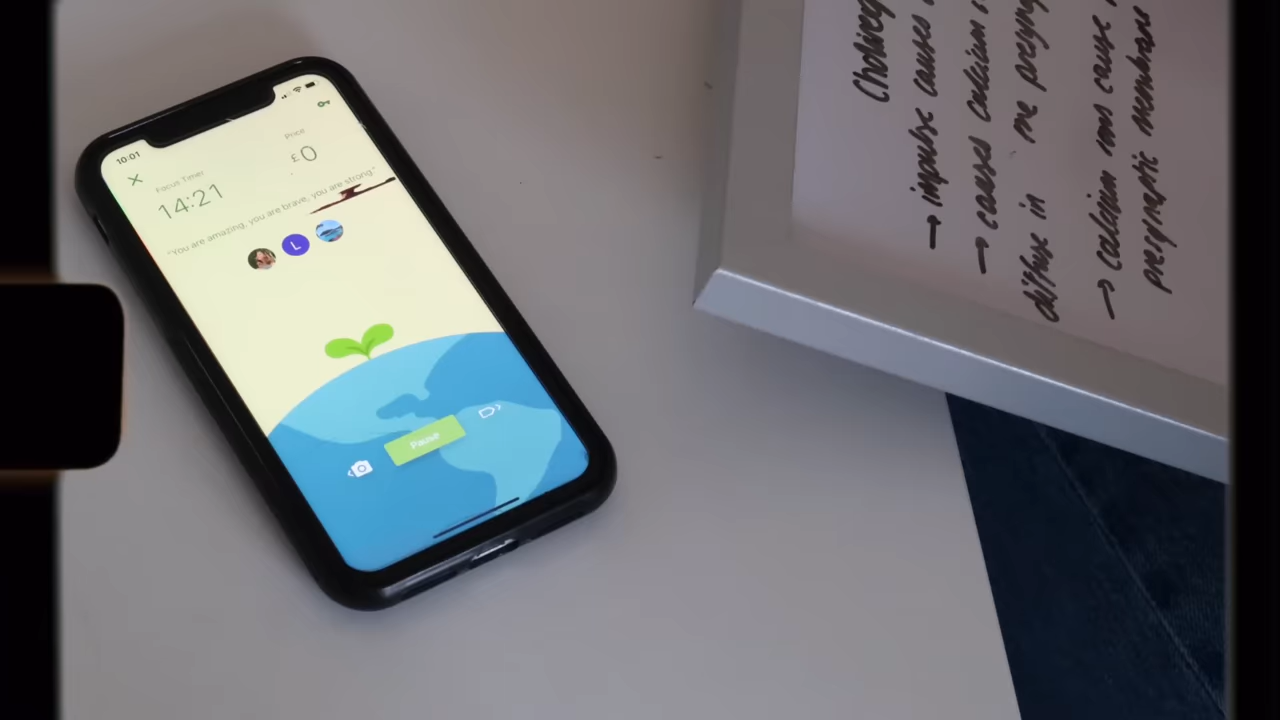 10:01
Focus Timer
14:21
Price
£0
"You are amazing, you are brave, you are strong."
L
Pause
→ impulse causes
→ causes calcium
diffuse in the presyn
→ calcium ions cause
presynaptic membrane